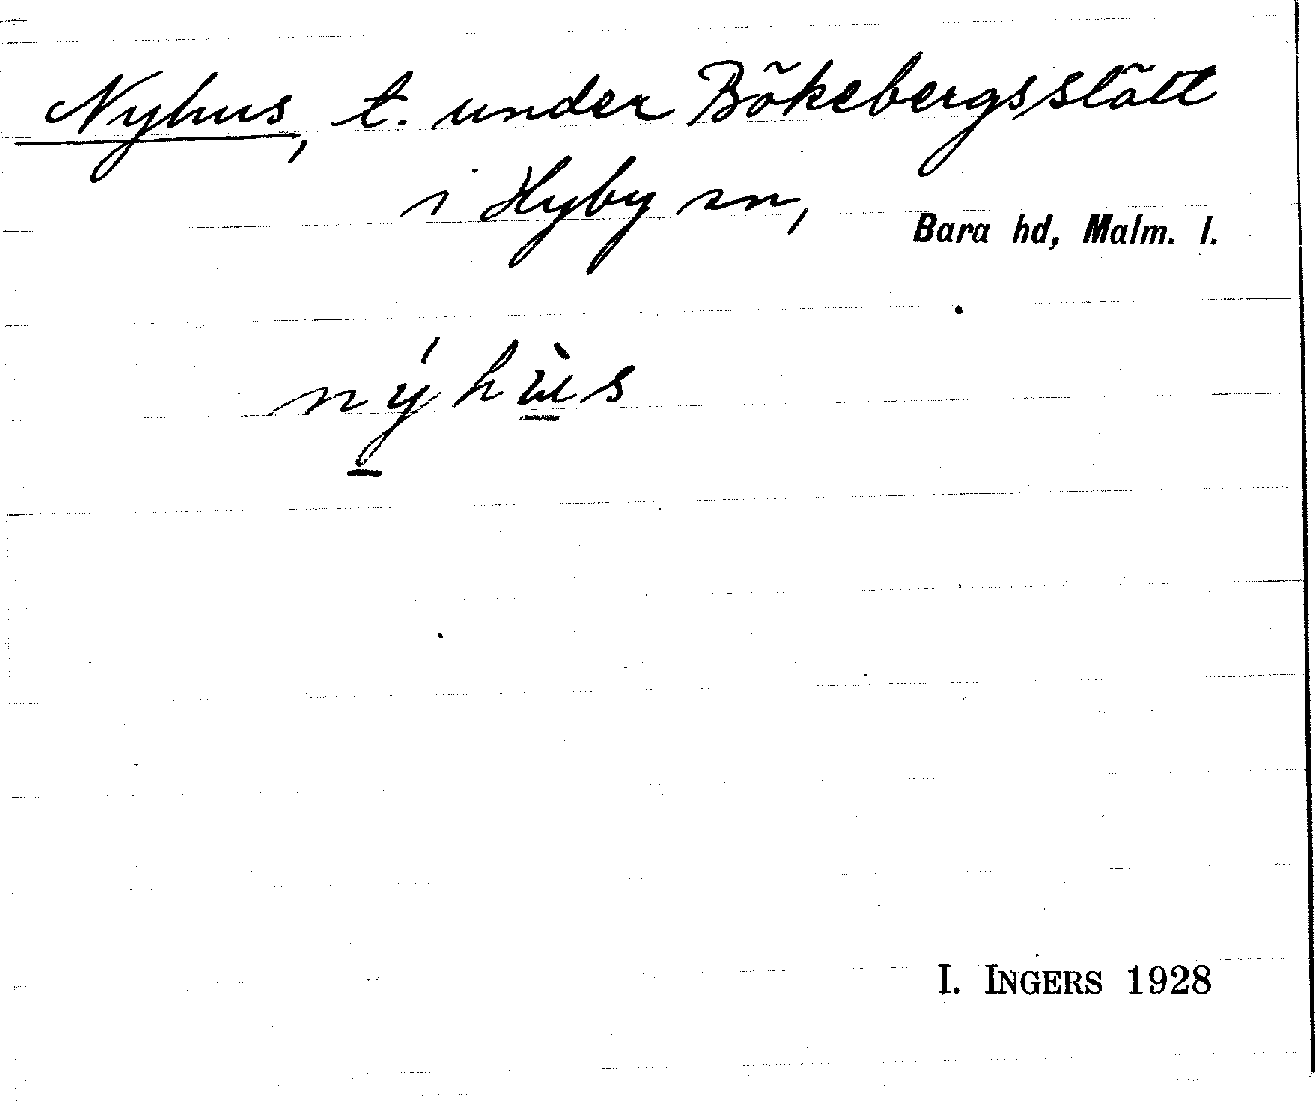 Nyhus, t. under Bökebergsslätt
i Hyby sn,
Bara hd, Malm. l.
nýhùs
I. INGERS 1928